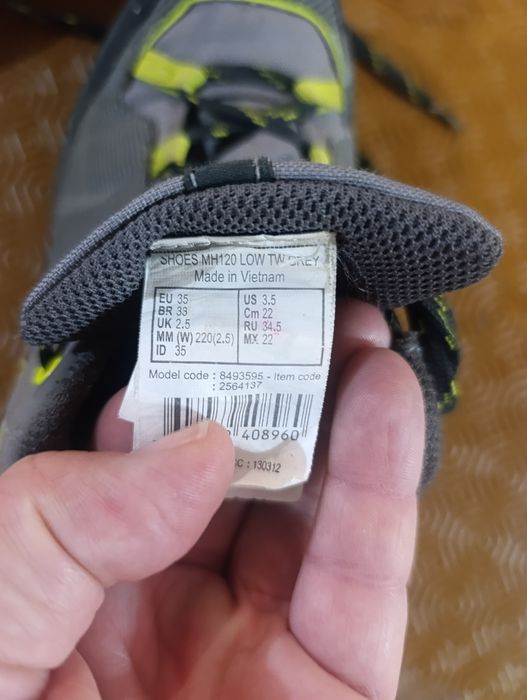 SHOES MH120 LOW TW GREY
Made in Vietnam
EU 35 US 3.5
BR 33 Cm 22
UK 2.5 RU 34.5
MM (W) 220(2.5) MX 22
ID 35
Model code : 8493595 - Item code
: 2564137
408960
: 130312